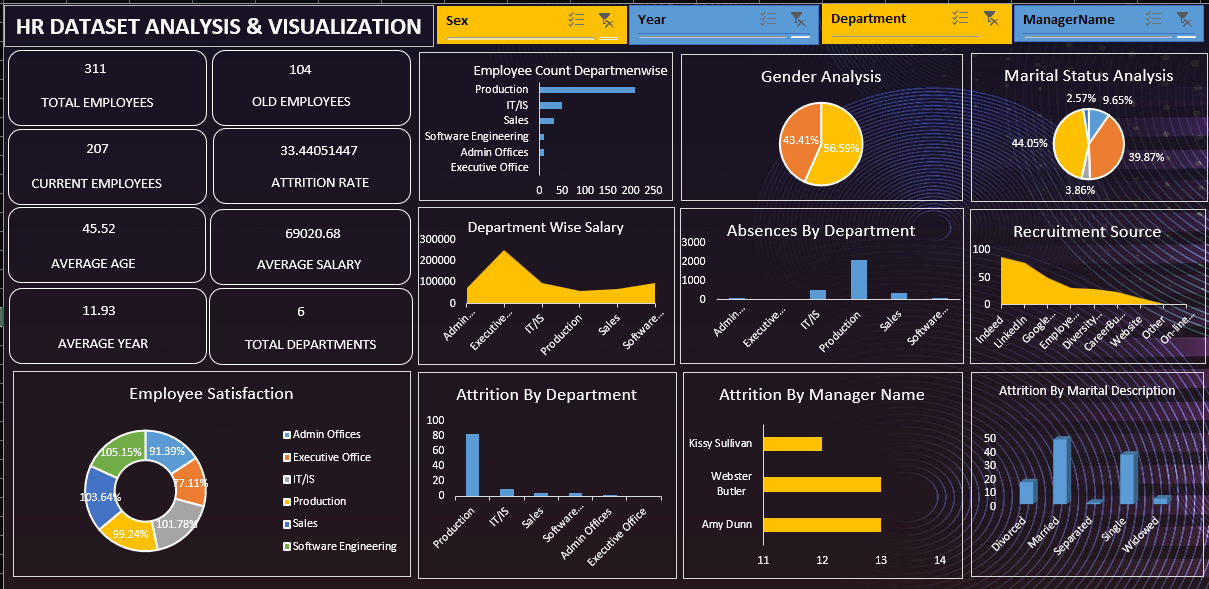 HR DATASET ANALYSIS & VISUALIZATION
Sex
Year
Department
ManagerName
311
TOTAL EMPLOYEES
104
OLD EMPLOYEES
207
CURRENT EMPLOYEES
33.44051447
ATTRITION RATE
45.52
AVERAGE AGE
69020.68
AVERAGE SALARY
11.93
AVERAGE YEAR
6
TOTAL DEPARTMENTS
Employee Count Departmenwise
Production
IT/IS
Sales
Software Engineering
Admin Offices
Executive Office
0 50 100 150 200 250
Gender Analysis
43.41%
56.59%
Marital Status Analysis
2.57%
9.65%
44.05%
39.87%
3.86%
Department Wise Salary
300000
200000
100000
0
Admin...
Executive...
IT/IS
Production
Sales
Software...
Absences By Department
3000
2000
1000
0
Admin...
Executive...
IT/IS
Production
Sales
Software...
Recruitment Source
100
50
0
Indeed
LinkedIn
Google...
Employe...
Diversity...
CareerBu...
Website
Other
On-line...
Employee Satisfaction
105.15%
91.39%
77.11%
103.64%
101.78%
99.24%
Admin Offices
Executive Office
IT/IS
Production
Sales
Software Engineering
Attrition By Department
100
80
60
40
20
0
Production
IT/IS
Sales
Software...
Admin Offices
Executive Office
Attrition By Manager Name
Kissy Sullivan
Webster
Butler
Amy Dunn
11 12 13 14
Attrition By Marital Description
50
40
30
20
10
0
Divorced
Married
Separated
Single
Widowed